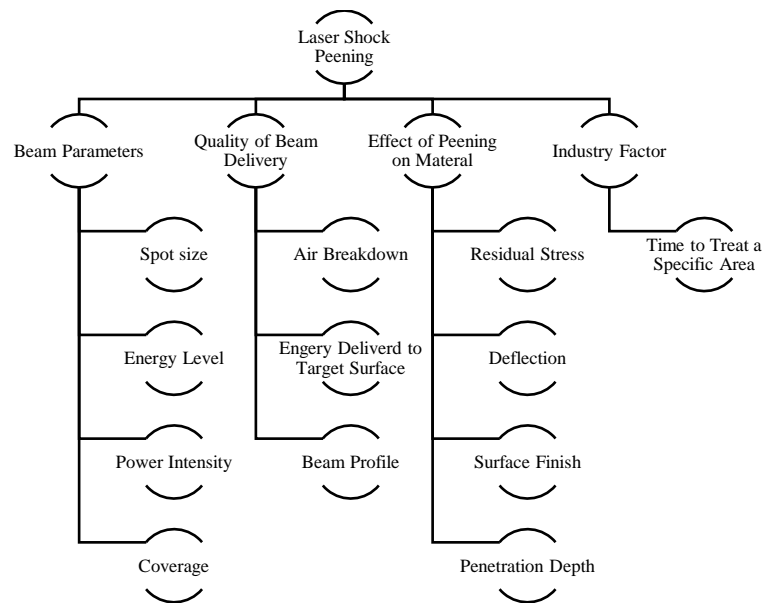 Laser Shock
Peening
Beam Parameters
Quality of Beam
Delivery
Effect of Peening
on Materal
Industry Factor
Spot size
Energy Level
Power Intensity
Coverage
Air Breakdown
Engery Deliverd to
Target Surface
Beam Profile
Residual Stress
Deflection
Surface Finish
Penetration Depth
Time to Treat a
Specific Area